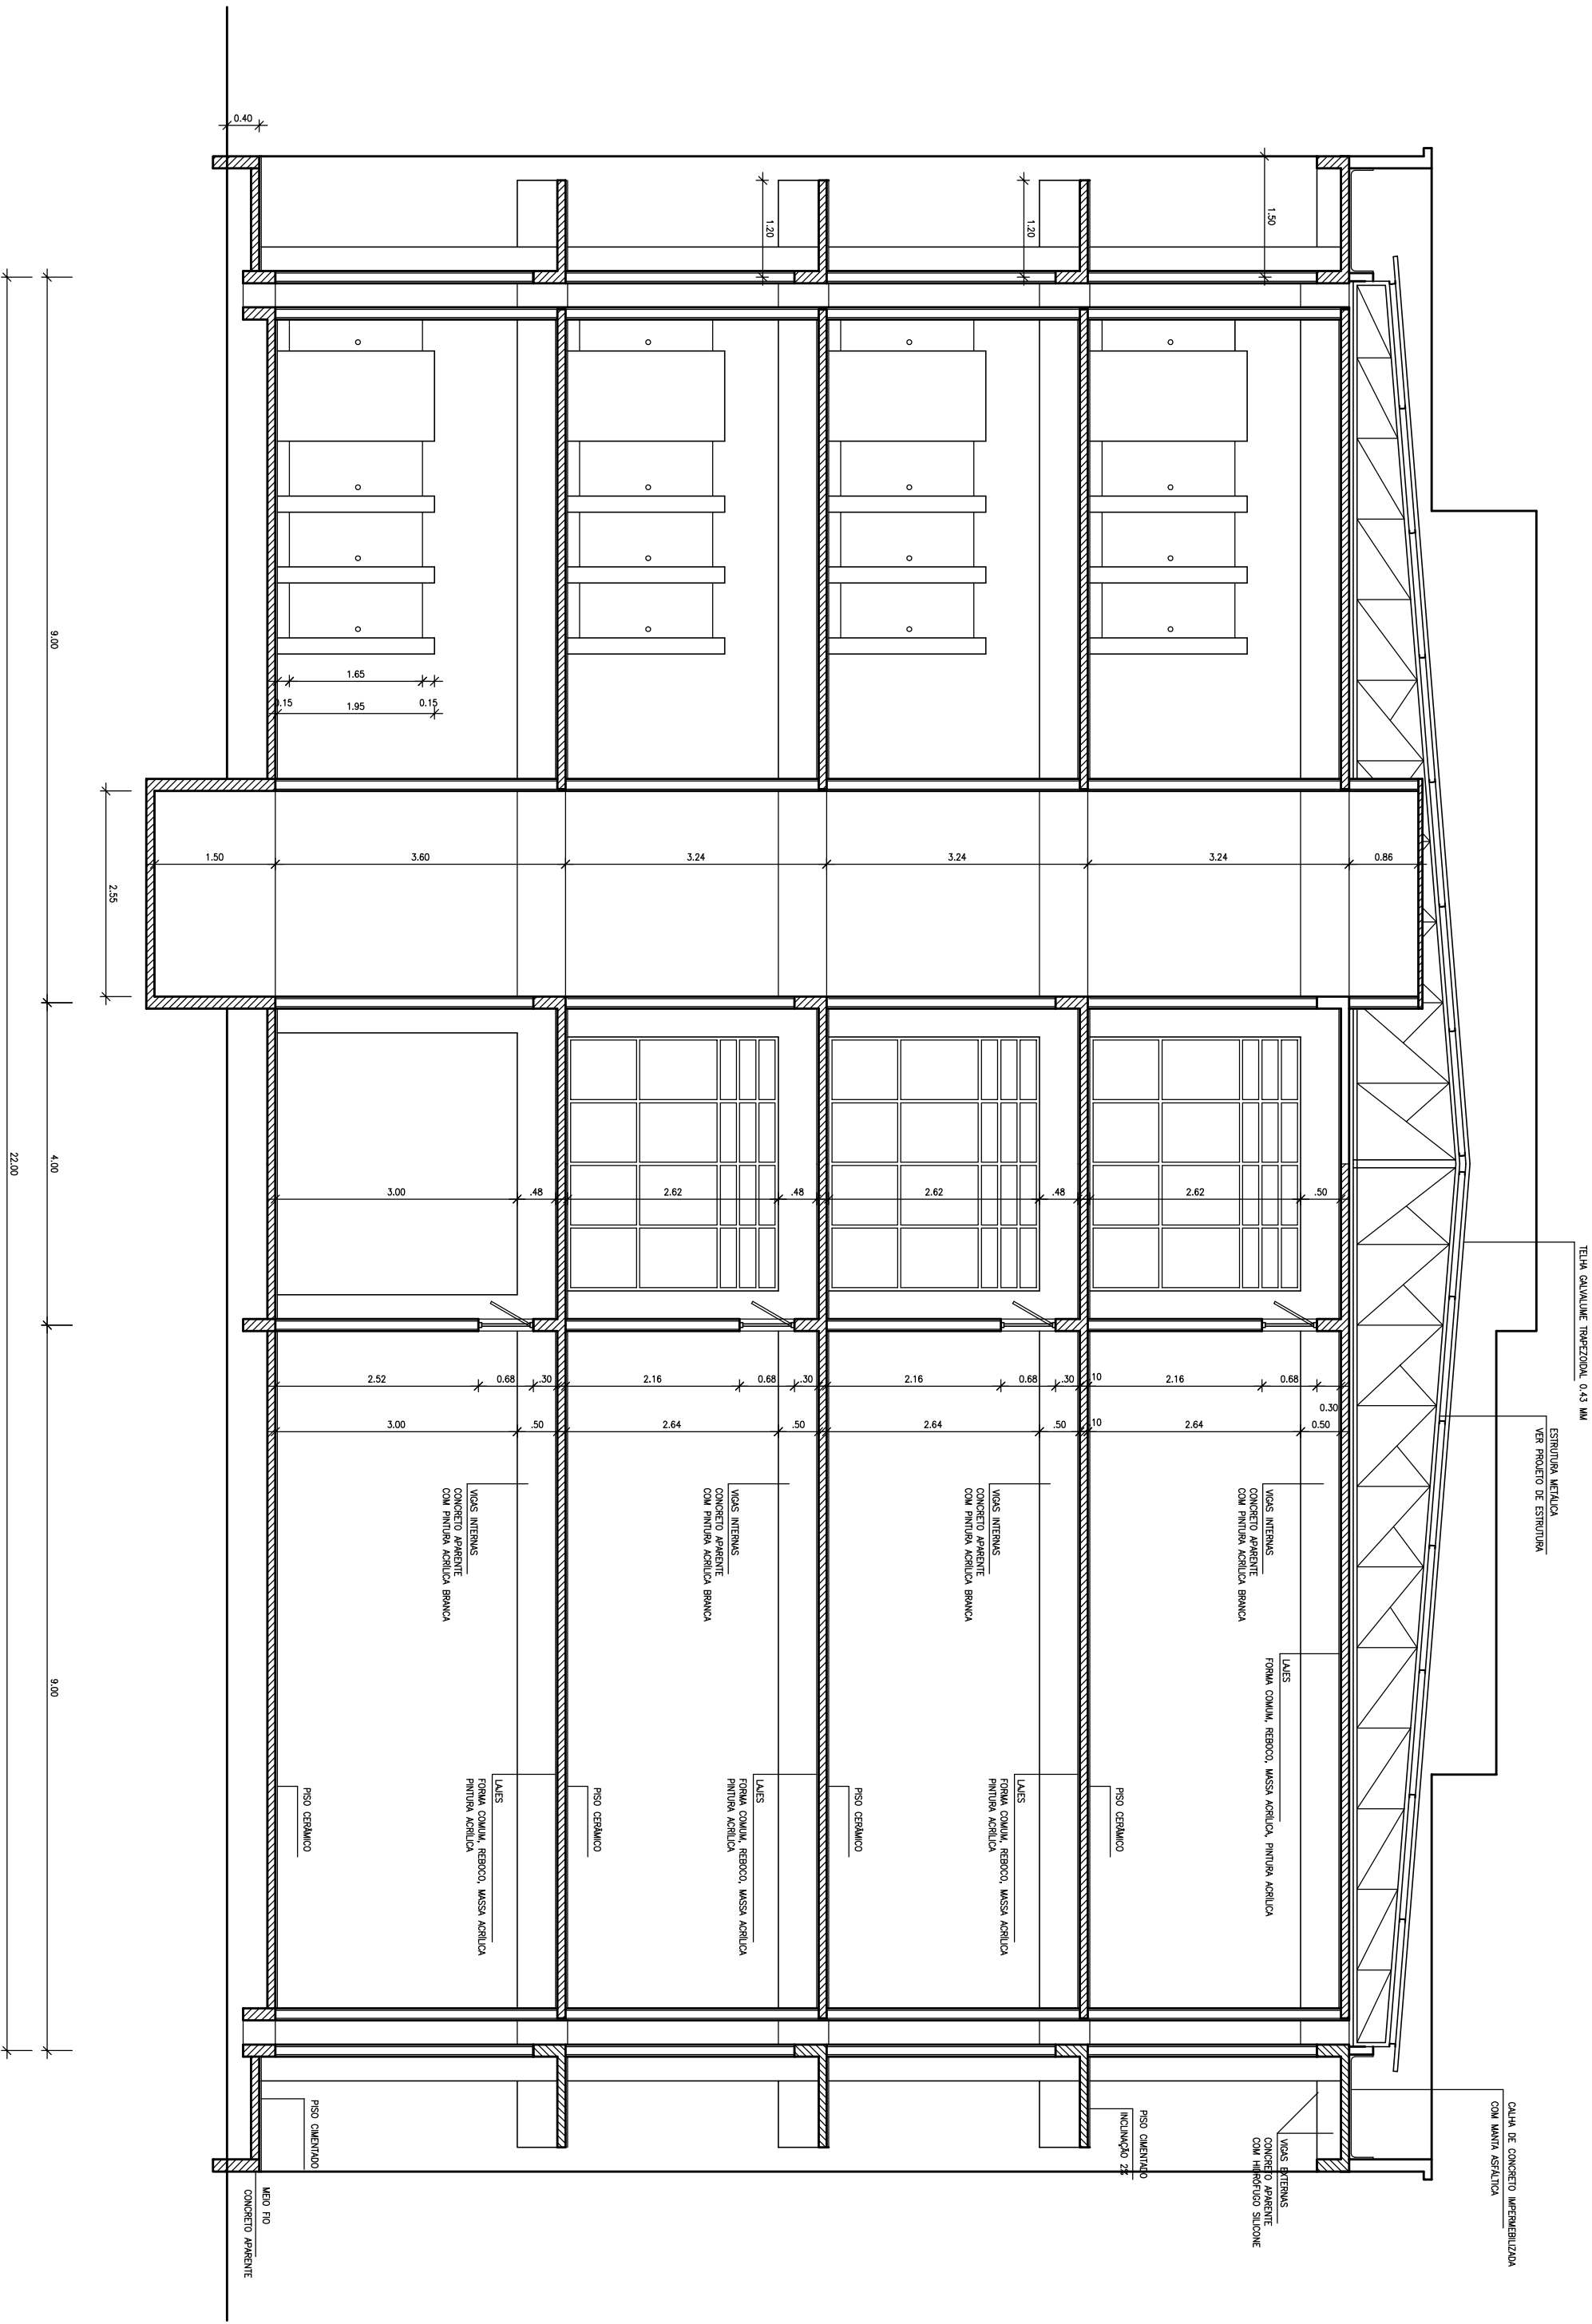 TELHA GALVALUME TRAPEZOIDAL 0.43 MM
ESTRUTURA METÁLICA
VER PROJETO DE ESTRUTURA
CALHA DE CONCRETO IMPERMEBILIZADA
COM MANTA ASFÁLTICA
0.86
1.50
.50
0.30
0.50
VIGAS INTERNAS
CONCRETO APARENTE
COM PINTURA ACRÍLICA BRANCA
LAJES
FORMA COMUM, REBOCO, MASSA ACRÍLICA, PINTURA ACRÍLICA
VIGAS EXTERNAS
CONCRETO APARENTE
COM HIDRÓFUGO SILICONE
3.24
2.62
0.68
2.16
2.64
10
10
PISO CERÂMICO
PISO CIMENTADO
INCLINAÇÃO 2%
1.20
.48
.30
.50
VIGAS INTERNAS
CONCRETO APARENTE
COM PINTURA ACRÍLICA BRANCA
LAJES
FORMA COMUM, REBOCO, MASSA ACRÍLICA
PINTURA ACRÍLICA
3.24
2.62
0.68
2.16
2.64
PISO CERÂMICO
1.20
.48
.30
.50
VIGAS INTERNAS
CONCRETO APARENTE
COM PINTURA ACRÍLICA BRANCA
LAJES
FORMA COMUM, REBOCO, MASSA ACRÍLICA
PINTURA ACRÍLICA
3.24
2.62
0.68
2.16
2.64
PISO CERÂMICO
.48
.30
.50
VIGAS INTERNAS
CONCRETO APARENTE
COM PINTURA ACRÍLICA BRANCA
LAJES
FORMA COMUM, REBOCO, MASSA ACRÍLICA
PINTURA ACRÍLICA
0.15
1.65
1.95
0.15
3.60
3.00
0.68
2.52
3.00
PISO CERÂMICO
PISO CIMENTADO
MEIO FIO
CONCRETO APARENTE
0.40
1.50
2.55
9.00
4.00
9.00
22.00